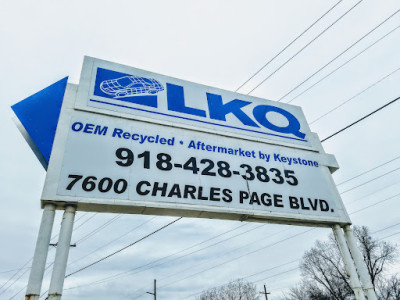 LKQ
OEM Recycled • Aftermarket by Keystone
918-428-3835
7600 CHARLES PAGE BLVD.